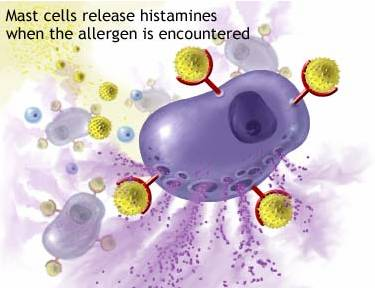 Mast cells release histamines
when the allergen is encountered